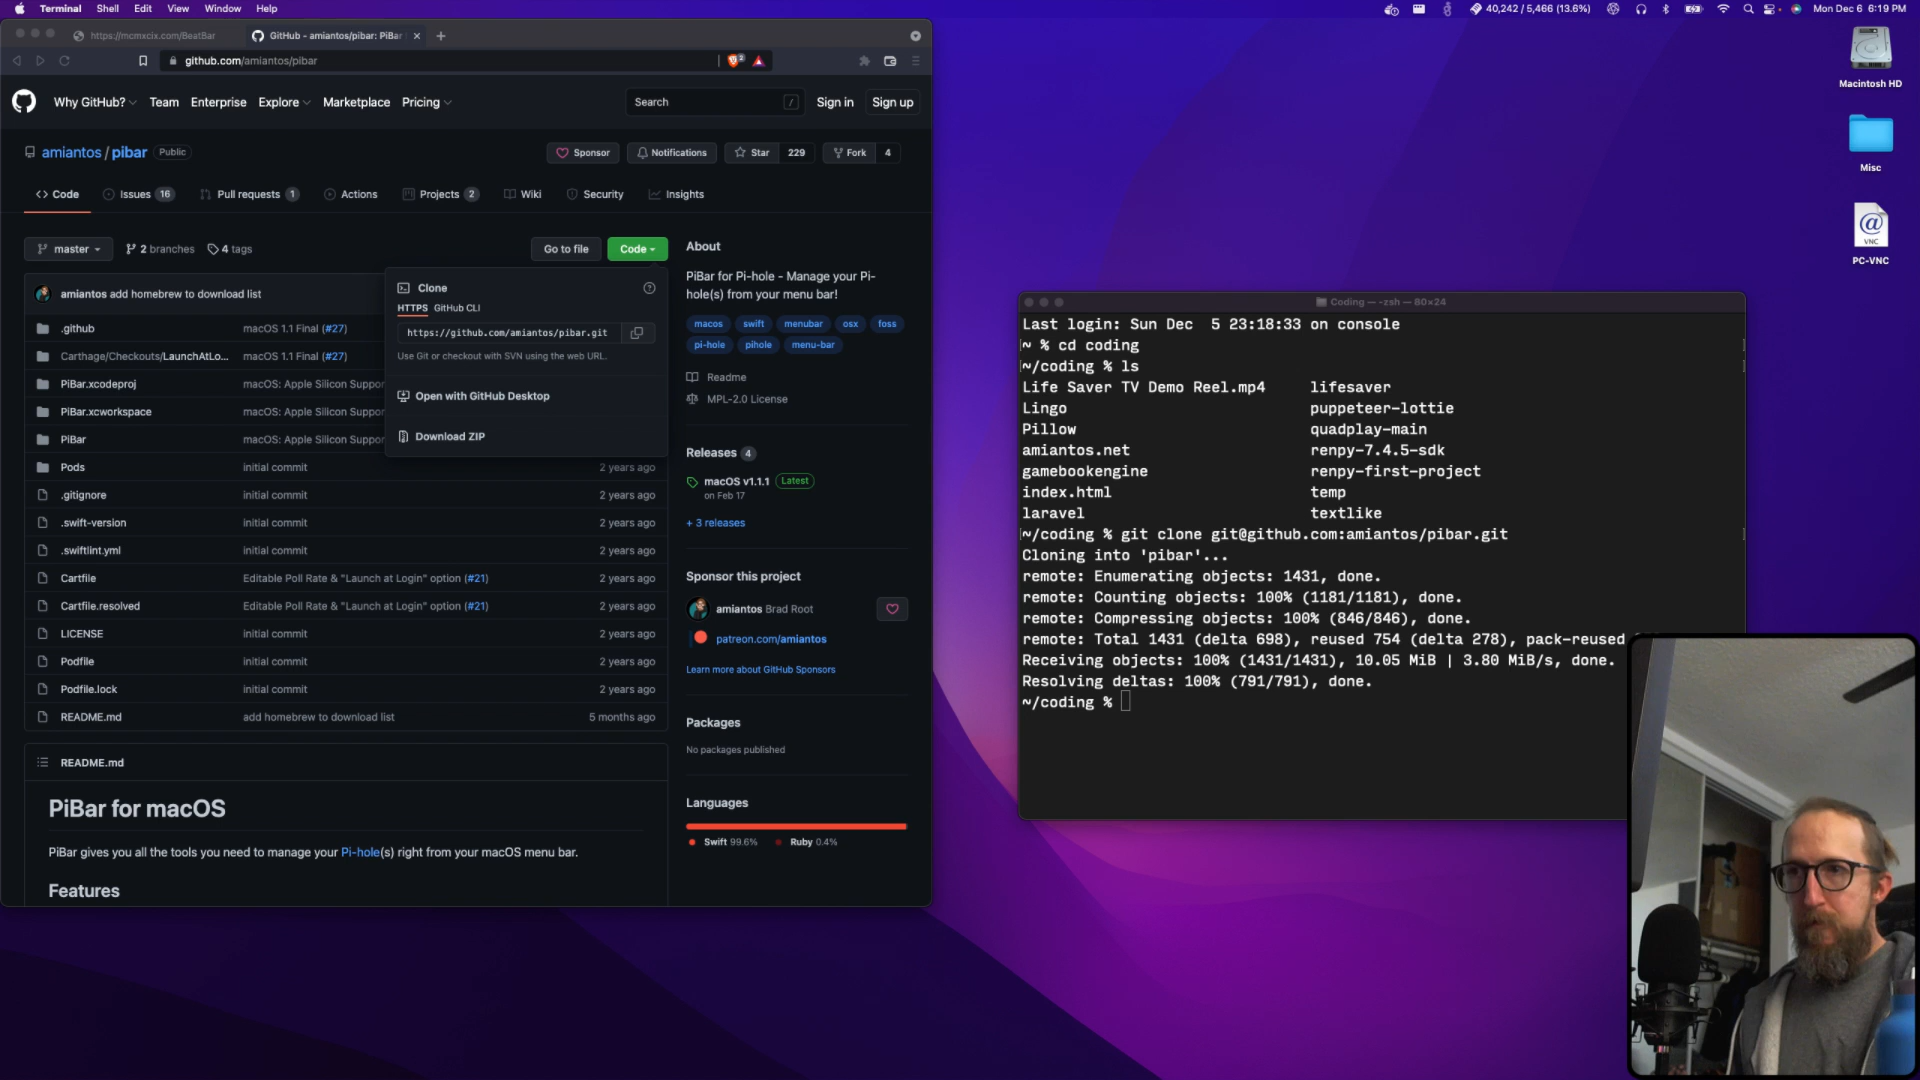 Terminal Shell Edit View Window Help
40,242 / 5,466 (13.6%) Mon Dec 6 6:19 PM
https://mcmxcix.com/BeatBar GitHub - amiantos/pibar: PiBar
github.com/amiantos/pibar
Why GitHub? Team Enterprise Explore Marketplace Pricing Search / Sign in Sign up
amiantos / pibar Public
Sponsor Notifications Star 229 Fork 4
Code Issues 16 Pull requests 1 Actions Projects 2 Wiki Security Insights
master 2 branches 4 tags Go to file Code
amiantos add homebrew to download list
.github macOS 1.1 Final (#27)
Carthage/Checkouts/LaunchAtLo... macOS 1.1 Final (#27)
PiBar.xcodeproj macOS: Apple Silicon Suppor
PiBar.xcworkspace macOS: Apple Silicon Suppor
PiBar macOS: Apple Silicon Suppor
Pods initial commit 2 years ago
.gitignore initial commit 2 years ago
.swift-version initial commit 2 years ago
.swiftlint.yml initial commit 2 years ago
Cartfile Editable Poll Rate & "Launch at Login" option (#21) 2 years ago
Cartfile.resolved Editable Poll Rate & "Launch at Login" option (#21) 2 years ago
LICENSE initial commit 2 years ago
Podfile initial commit 2 years ago
Podfile.lock initial commit 2 years ago
README.md add homebrew to download list 5 months ago
Clone
HTTPS GitHub CLI
https://github.com/amiantos/pibar.git
Use Git or checkout with SVN using the web URL.
Open with GitHub Desktop
Download ZIP
README.md
PiBar for macOS
PiBar gives you all the tools you need to manage your Pi-hole(s) right from your macOS menu bar.
Features
About
PiBar for Pi-hole - Manage your Pi-
hole(s) from your menu bar!
macos swift menubar osx foss
pi-hole pihole menu-bar
Readme
MPL-2.0 License
Releases 4
macOS v1.1.1 Latest
on Feb 17
+ 3 releases
Sponsor this project
amiantos Brad Root
patreon.com/amiantos
Learn more about GitHub Sponsors
Packages
No packages published
Languages
Swift 99.6% Ruby 0.4%
Coding — -zsh — 80×24
Last login: Sun Dec  5 23:18:33 on console
~ % cd coding
~/coding % ls
Life Saver TV Demo Reel.mp4 lifesaver
Lingo puppeteer-lottie
Pillow quadplay-main
amiantos.net renpy-7.4.5-sdk
gamebookengine renpy-first-project
index.html temp
laravel textlike
~/coding % git clone git@github.com:amiantos/pibar.git
Cloning into 'pibar'...
remote: Enumerating objects: 1431, done.
remote: Counting objects: 100% (1181/1181), done.
remote: Compressing objects: 100% (846/846), done.
remote: Total 1431 (delta 698), reused 754 (delta 278), pack-reused
Receiving objects: 100% (1431/1431), 10.05 MiB | 3.80 MiB/s, done.
Resolving deltas: 100% (791/791), done.
~/coding %
Macintosh HD
Misc
VNC
PC-VNC